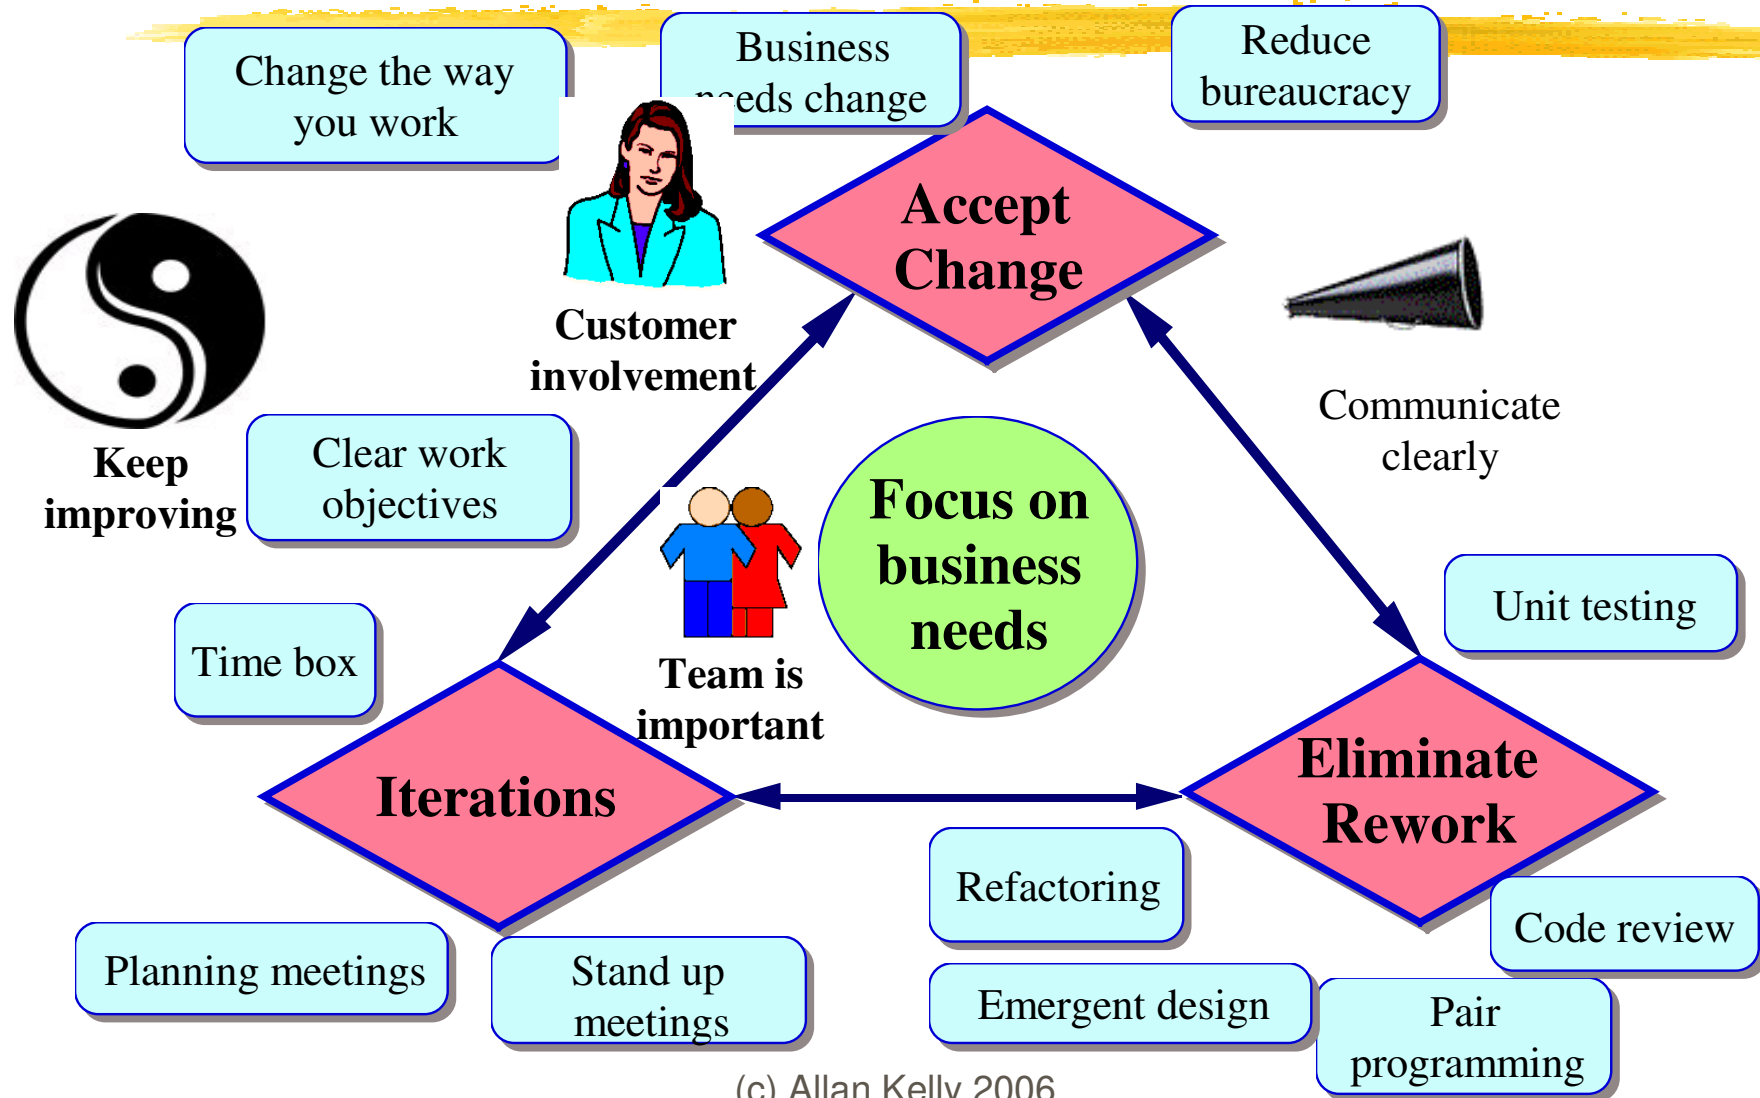 Change the way
you work
Business
needs change
Reduce
bureaucracy
Accept
Change
Customer
involvement
Communicate
clearly
Keep
improving
Clear work
objectives
Focus on
business
needs
Unit testing
Time box
Team is
important
Iterations
Eliminate
Rework
Refactoring
Code review
Planning meetings
Stand up
meetings
Emergent design
Pair
programming
(c) Allan Kelly 2006